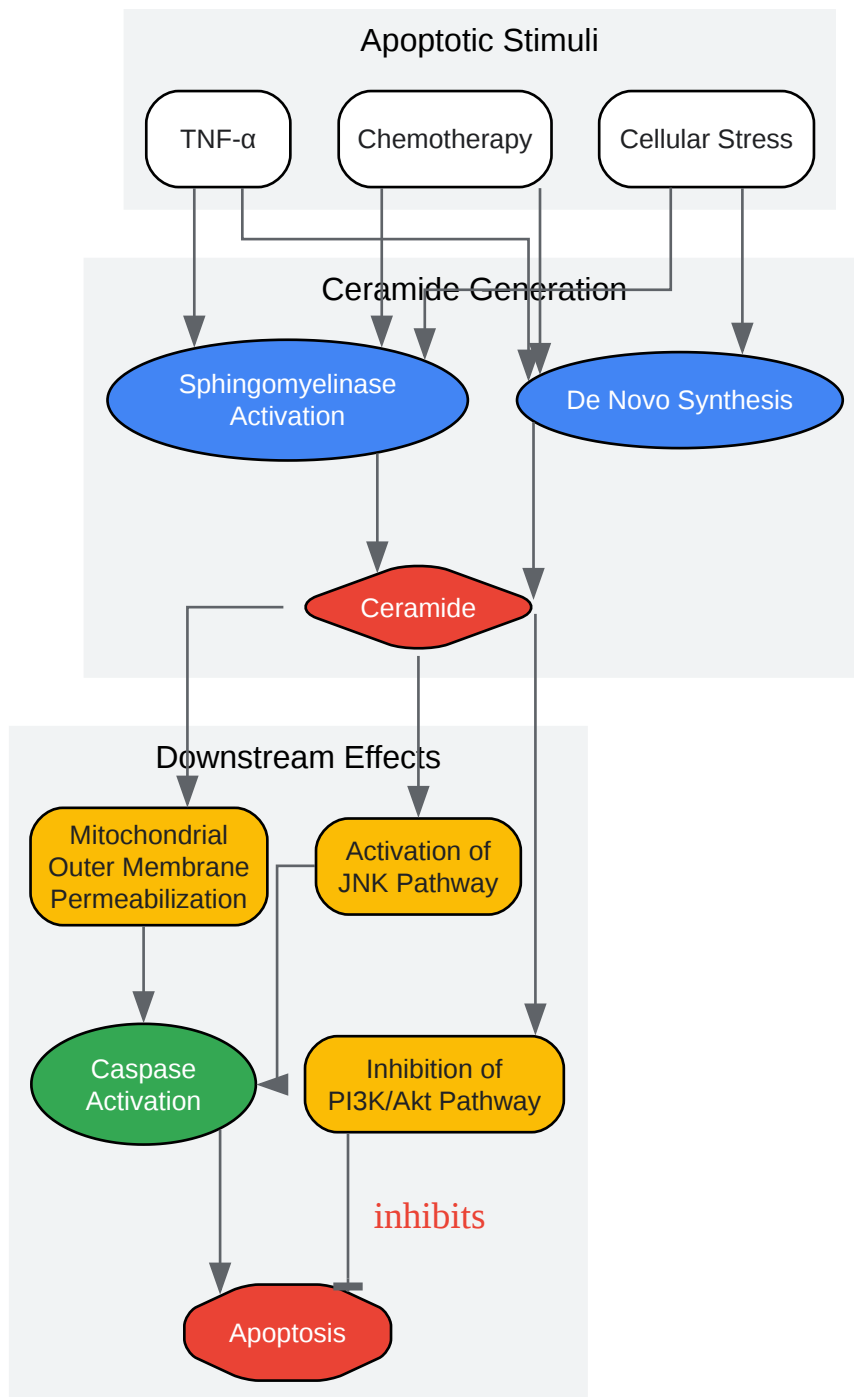 Apoptotic Stimuli
TNF-α
Chemotherapy
Cellular Stress
Ceramide Generation
Sphingomyelinase
Activation
De Novo Synthesis
Ceramide
Downstream Effects
Mitochondrial
Outer Membrane
Permeabilization
Activation of
JNK Pathway
Caspase
Activation
Inhibition of
PI3K/Akt Pathway
inhibits
Apoptosis